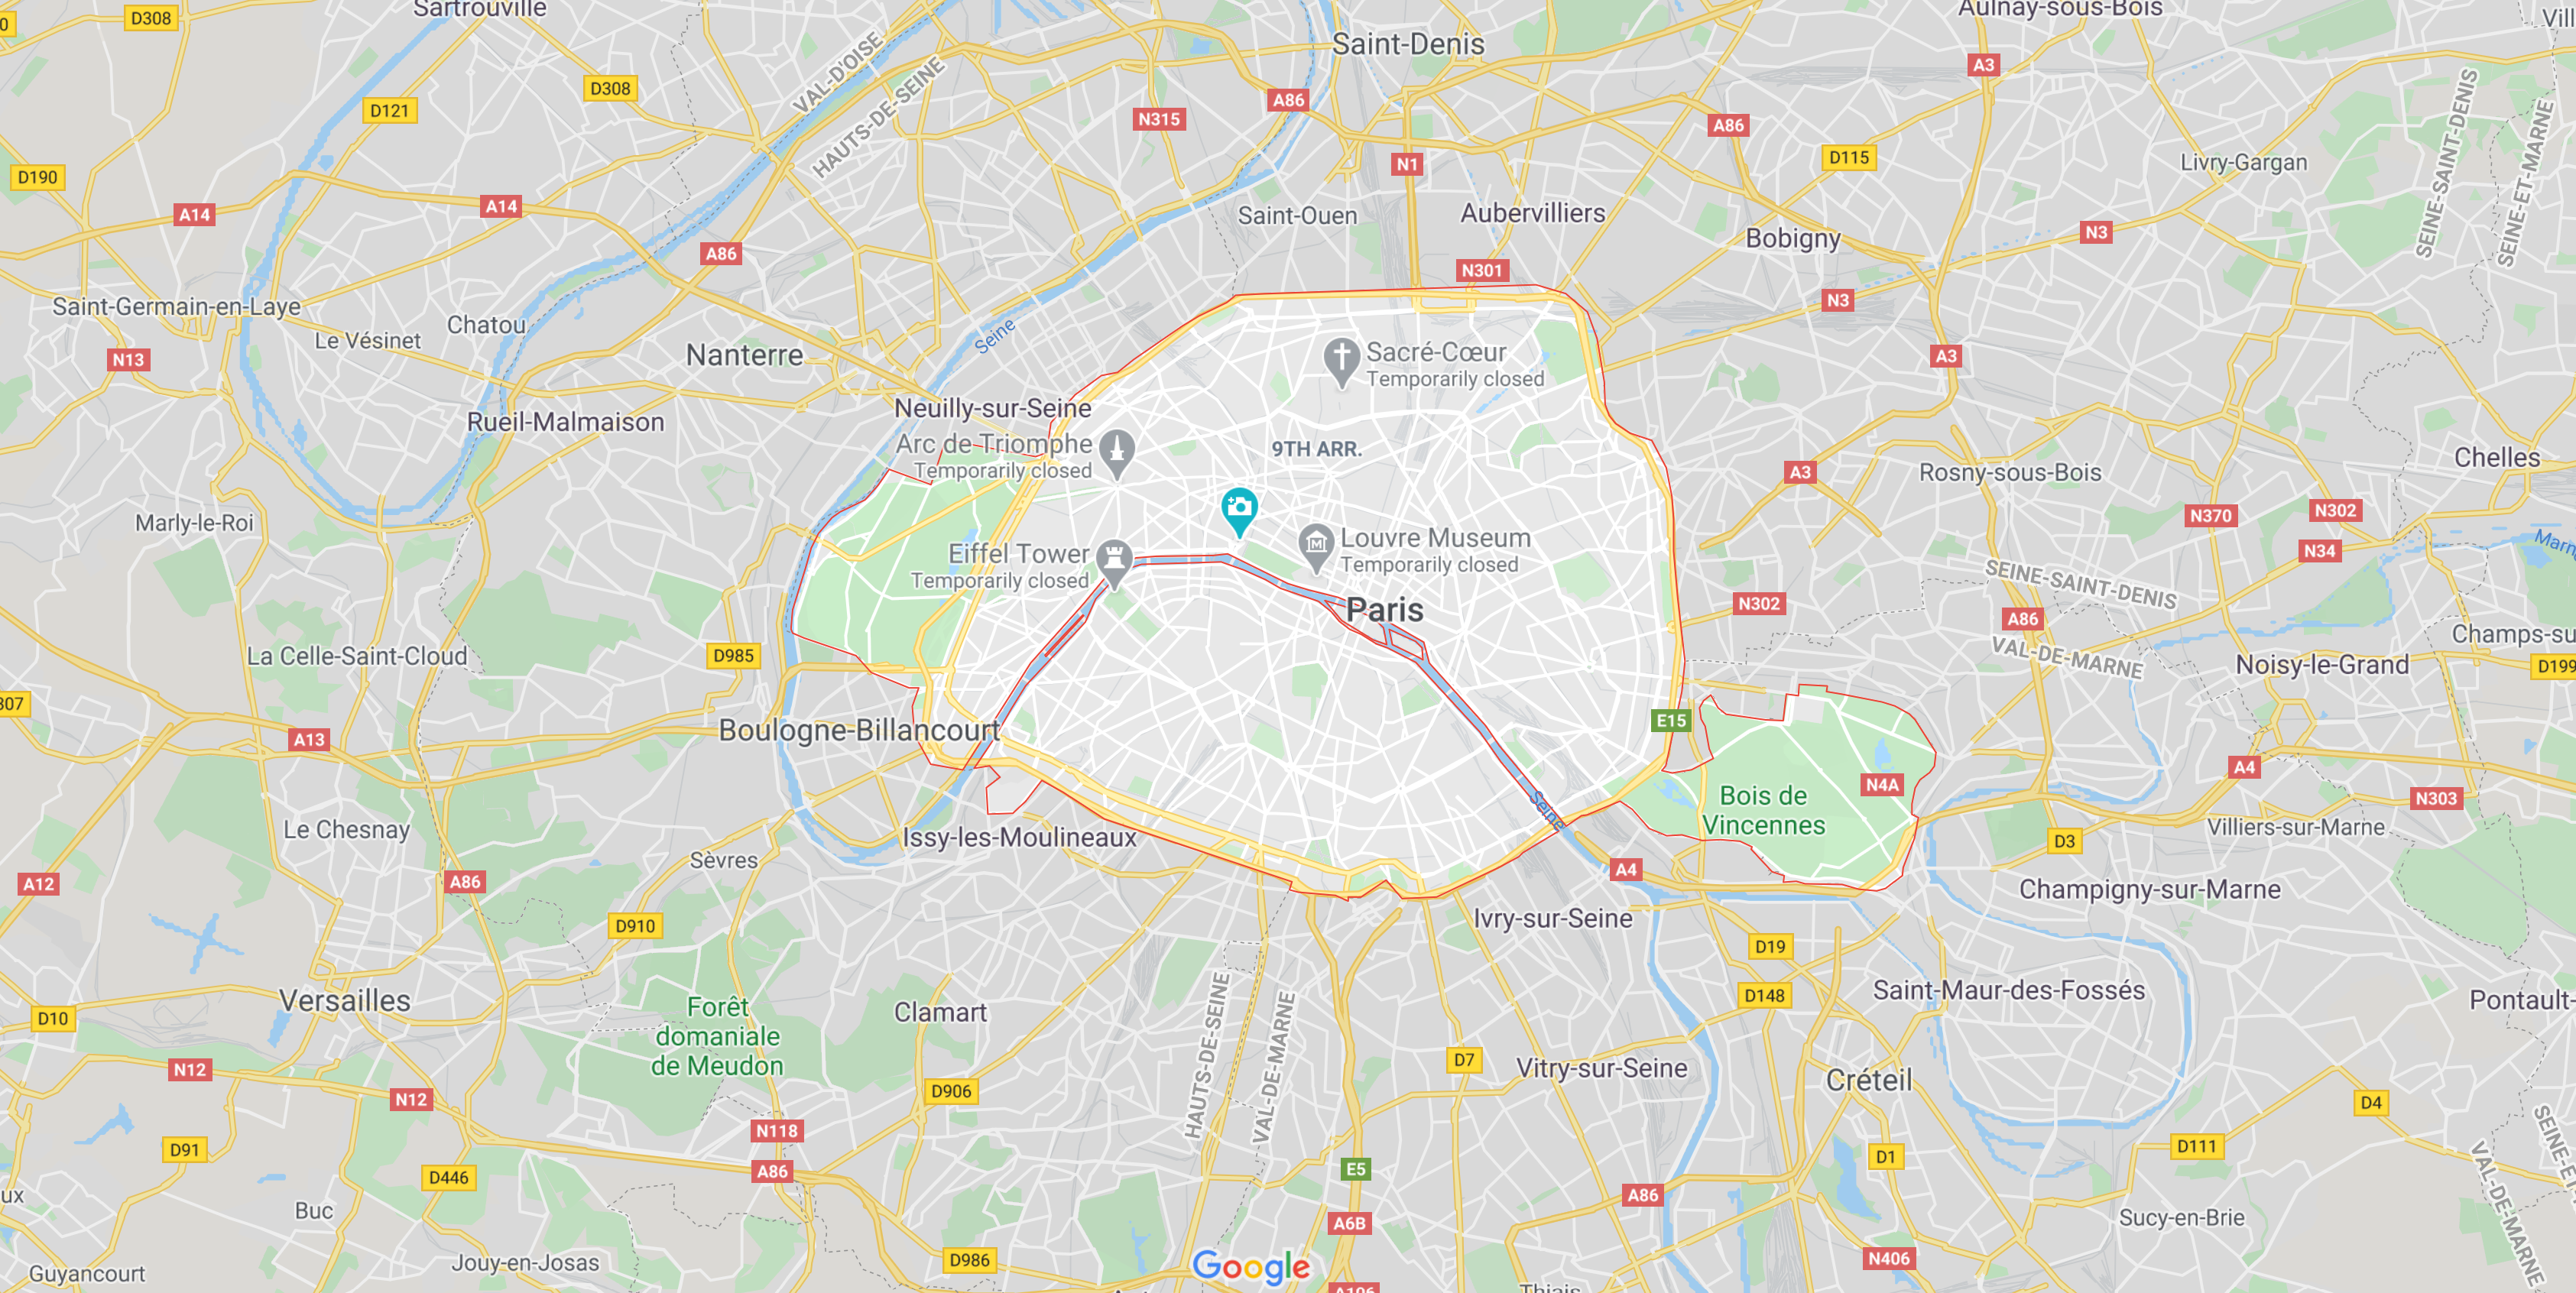 Sartrouville
Aulnay-sous-Bois
D308
Saint-Denis
VAL-D'OISE
HAUTS-DE-SEINE
A3
D308
A86
D121
N315
A86
SEINE-SAINT-DENIS
SEINE-ET-MARNE
N1
D115
Livry-Gargan
D190
A14
A14
Saint-Ouen
Aubervilliers
Bobigny
N3
A86
N301
N3
Saint-Germain-en-Laye
Chatou
Le Vésinet
Seine
N13
Nanterre
Sacré-Cœur
Temporarily closed
A3
Neuilly-sur-Seine
Rueil-Malmaison
Arc de Triomphe
Temporarily closed
9TH ARR.
A3
Rosny-sous-Bois
Chelles
Marly-le-Roi
N370
N302
N34
Eiffel Tower
Temporarily closed
Louvre Museum
Temporarily closed
SEINE-SAINT-DENIS
Paris
N302
A86
VAL-DE-MARNE
La Celle-Saint-Cloud
D985
Noisy-le-Grand
D199
307
A13
Boulogne-Billancourt
E15
A4
N4A
N303
Bois de
Vincennes
Seine
Le Chesnay
Issy-les-Moulineaux
Villiers-sur-Marne
D3
Sèvres
A12
A86
A4
Champigny-sur-Marne
D910
Ivry-sur-Seine
D19
Versailles
Clamart
D148
Saint-Maur-des-Fossés
Pontault-
D10
Forêt
domaniale
de Meudon
HAUTS-DE-SEINE
VAL-DE-MARNE
D7
Vitry-sur-Seine
Créteil
N12
N12
D906
D4
N118
D91
D446
A86
E5
D1
D111
SEINE-E
VAL-DE-MARNE
ux
Buc
A86
A6B
Sucy-en-Brie
Guyancourt
Jouy-en-Josas
D986
Google
N406